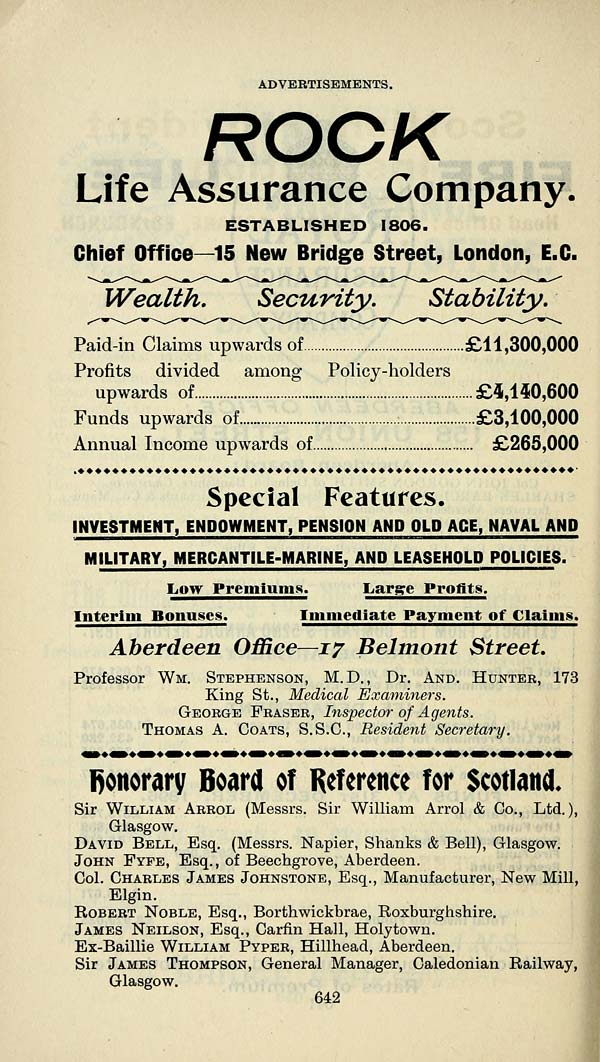 ADVERTISEMENTS.
ROCK
Life Assurance Company.
ESTABLISHED 1806.
Chief Office—15 New Bridge Street, London, E.C.
Wealth. Security. Stability.
Paid-in Claims upwards of..............................£11,300,000
Profits divided among Policy-holders
upwards of..............................£4,140,600
Funds upwards of..............................£3,100,000
Annual Income upwards of.............................. £265,000
Special Features.
INVESTMENT, ENDOWMENT, PENSION AND OLD AGE, NAVAL AND
MILITARY, MERCANTILE-MARINE, AND LEASEHOLD POLICIES.
Low Premiums. Large Profits.
Interim Bonuses. Immediate Payment of Claims.
Aberdeen Office—17 Belmont Street.
Professor WM. STEPHENSON, M.D., Dr. AND. HUNTER, 173
King St., Medical Examiners.
GEORGE FRASER, Inspector of Agents.
THOMAS A. COATS, S.S.C., Resident Secretary.
Honorary Board of Reference for Scotland.
Sir WILLIAM ARROL (Messrs. Sir William Arrol & Co., Ltd.),
Glasgow.
DAVID BELL, Esq. (Messrs. Napier, Shanks & Bell), Glasgow.
JOHN FYFE, Esq., of Beechgrove, Aberdeen.
Col. CHARLES JAMES JOHNSTONE, Esq., Manufacturer, New Mill,
Elgin.
ROBERT NOBLE, Esq., Borthwickbrae, Roxburghshire.
JAMES NEILSON, Esq., Carfin Hall, Holytown.
Ex-Baillie WILLIAM PYPER, Hillhead, Aberdeen.
Sir JAMES THOMPSON, General Manager, Caledonian Railway,
Glasgow.
642